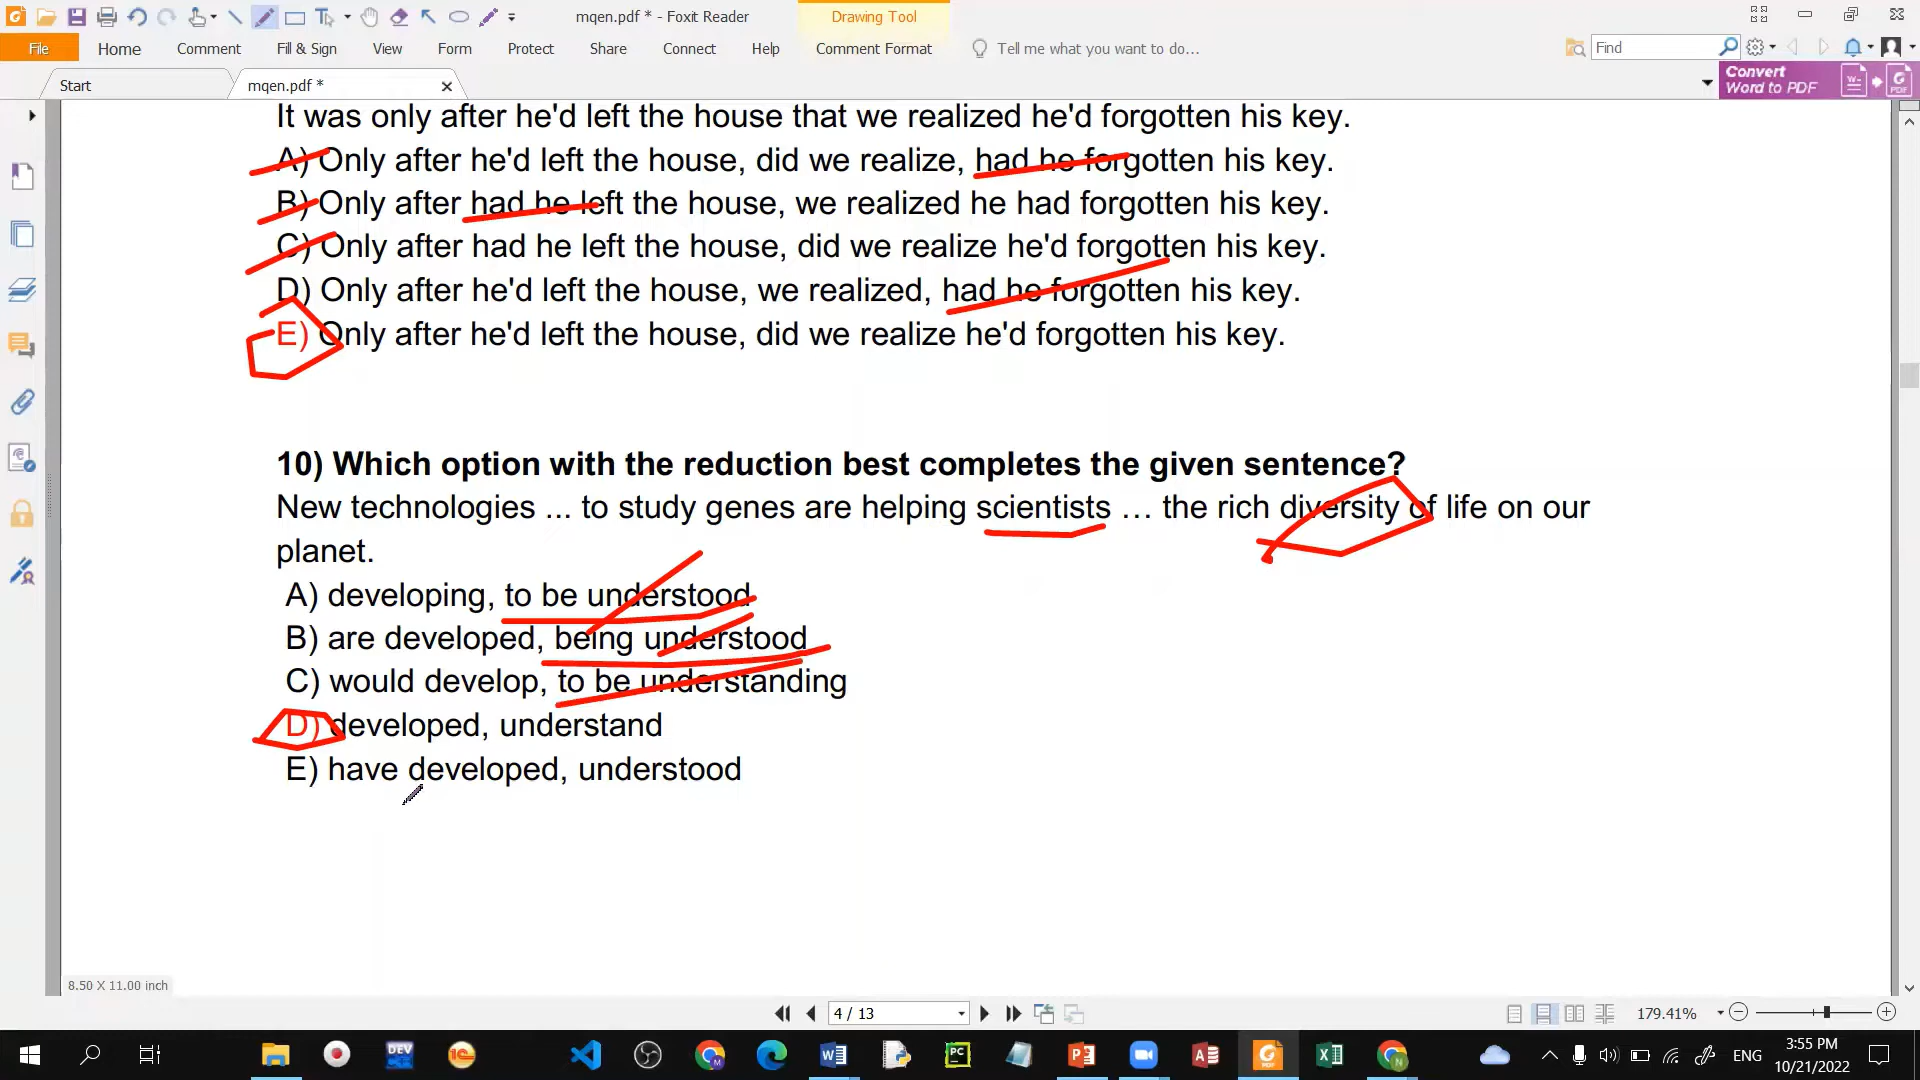 mqen.pdf * - Foxit Reader
Drawing Tool
File
Home
Comment
Fill & Sign
View
Form
Protect
Share
Connect
Help
Comment Format
Tell me what you want to do...
Find
Start
mqen.pdf *
Convert
Word to PDF
It was only after he'd left the house that we realized he'd forgotten his key.
A) Only after he'd left the house, did we realize, had he forgotten his key.
B) Only after had he left the house, we realized he had forgotten his key.
C) Only after had he left the house, did we realize he'd forgotten his key.
D) Only after he'd left the house, we realized, had he forgotten his key.
E) Only after he'd left the house, did we realize he'd forgotten his key.
10) Which option with the reduction best completes the given sentence?
New technologies ... to study genes are helping scientists … the rich diversity of life on our
planet.
A) developing, to be understood
B) are developed, being understood
C) would develop, to be understanding
D) developed, understand
E) have developed, understood
8.50 X 11.00 inch
4 / 13
179.41%
ENG
3:55 PM
10/21/2022